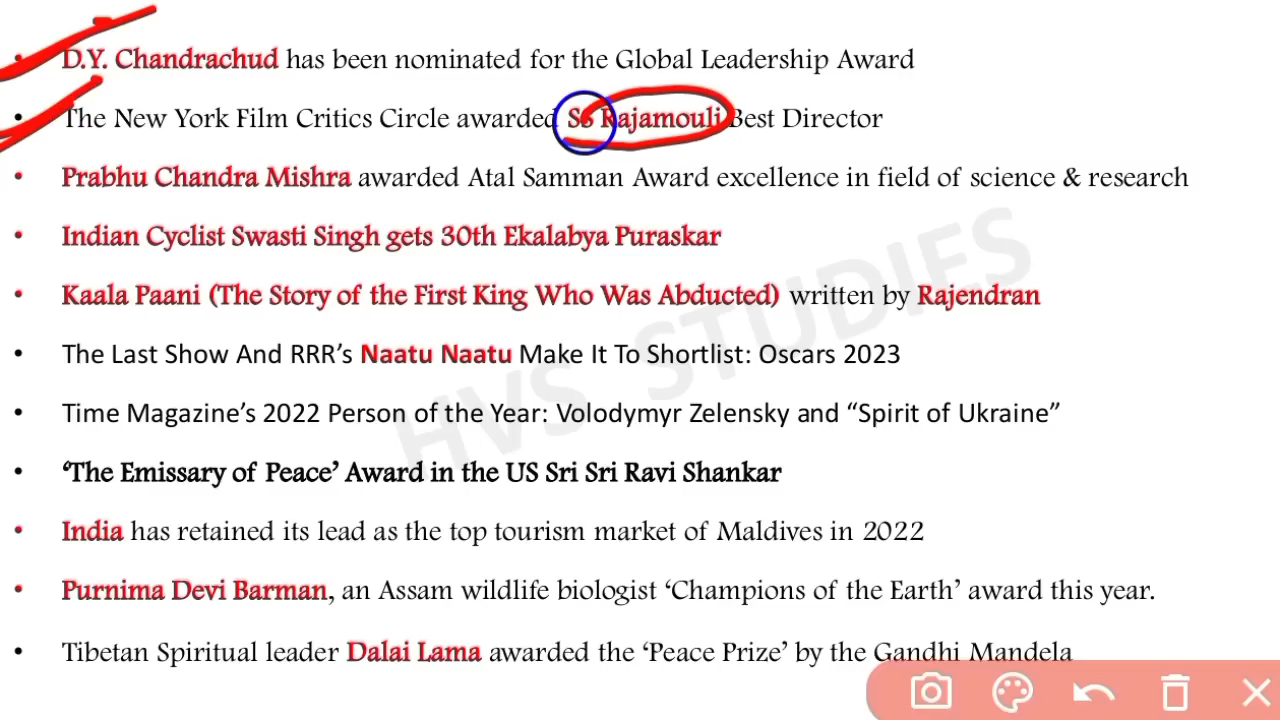 • D.Y. Chandrachud has been nominated for the Global Leadership Award
• The New York Film Critics Circle awarded Ss Rajamouli Best Director
• Prabhu Chandra Mishra awarded Atal Samman Award excellence in field of science & research
• Indian Cyclist Swasti Singh gets 30th Ekalabya Puraskar
• Kaala Paani (The Story of the First King Who Was Abducted) written by Rajendran
• The Last Show And RRR’s Naatu Naatu Make It To Shortlist: Oscars 2023
• Time Magazine’s 2022 Person of the Year: Volodymyr Zelensky and “Spirit of Ukraine”
• ‘The Emissary of Peace’ Award in the US Sri Sri Ravi Shankar
• India has retained its lead as the top tourism market of Maldives in 2022
• Purnima Devi Barman, an Assam wildlife biologist ‘Champions of the Earth’ award this year.
• Tibetan Spiritual leader Dalai Lama awarded the ‘Peace Prize’ by the Gandhi Mandela
HVS STUDIES